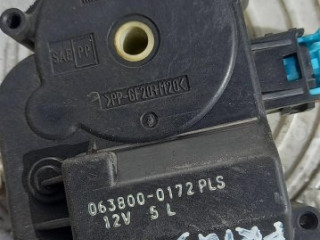 SAE PP
>PP-GF20+M20<
063800-0172 PLS
12V 5L